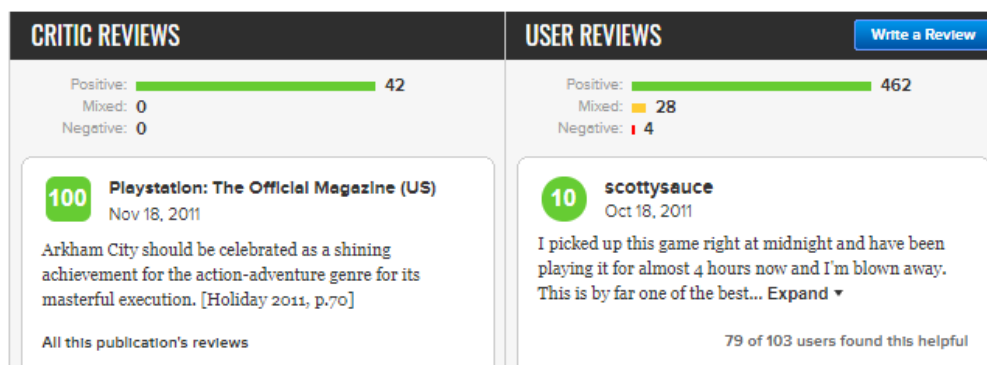 CRITIC REVIEWS
Positive: 42
Mixed: 0
Negative: 0
100
Playstation: The Official Magazine (US)
Nov 18, 2011
Arkham City should be celebrated as a shining
achievement for the action-adventure genre for its
masterful execution. [Holiday 2011, p.70]
All this publication's reviews
USER REVIEWS
Write a Review
Positive: 462
Mixed: 28
Negative: 4
10
scottysauce
Oct 18, 2011
I picked up this game right at midnight and have been
playing it for almost 4 hours now and I'm blown away.
This is by far one of the best... Expand ▾
79 of 103 users found this helpful